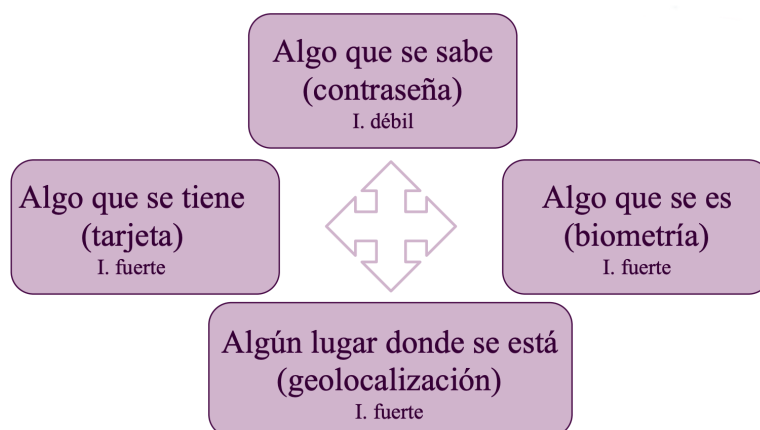 Algo que se sabe
(contraseña)
I. débil
Algo que se tiene
(tarjeta)
I. fuerte
Algo que se es
(biometría)
I. fuerte
Algún lugar donde se está
(geolocalización)
I. fuerte